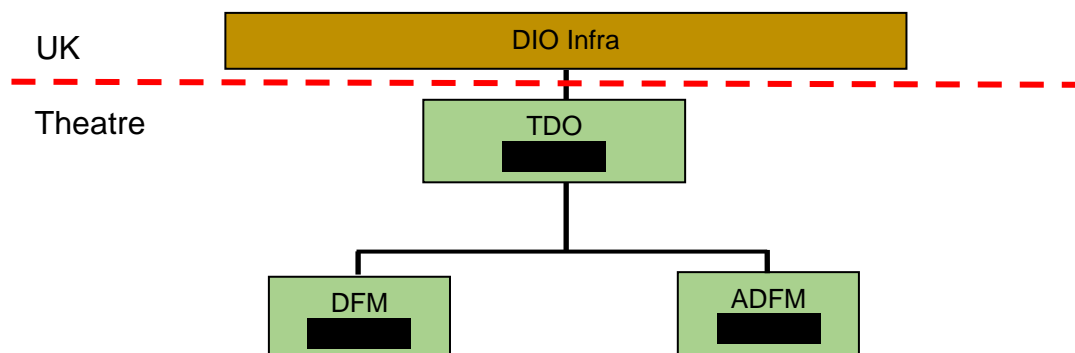 DIO Infra
UK
Theatre
TDO
DFM
ADFM